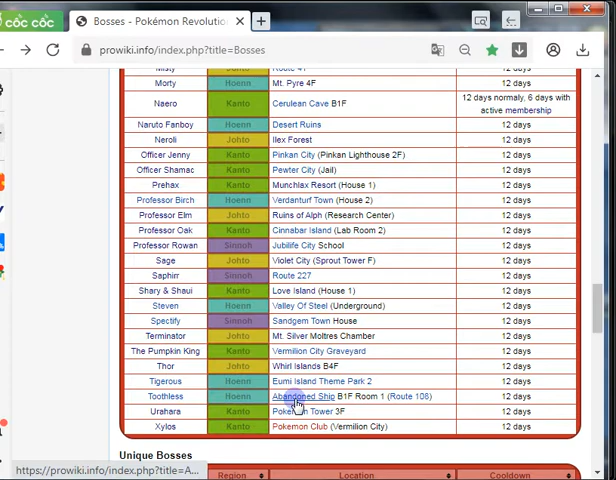 cốc cốc
Bosses - Pokémon Revolutio
prowiki.info/index.php?title=Bosses
Misty Johto Route 41 12 days
Morty Hoenn Mt. Pyre 4F 12 days
Naero Kanto Cerulean Cave B1F 12 days normaly, 6 days with
active membership
Naruto Fanboy Hoenn Desert Ruins 12 days
Neroli Johto Ilex Forest 12 days
Officer Jenny Kanto Pinkan City (Pinkan Lighthouse 2F) 12 days
Officer Shamac Kanto Pewter City (Jail) 12 days
Prehax Kanto Munchlax Resort (House 1) 12 days
Professor Birch Hoenn Verdanturf Town (House 2) 12 days
Professor Elm Johto Ruins of Alph (Research Center) 12 days
Professor Oak Kanto Cinnabar Island (Lab Room 2) 12 days
Professor Rowan Sinnoh Jubilife City School 12 days
Sage Johto Violet City (Sprout Tower F) 12 days
Saphirr Sinnoh Route 227 12 days
Shary & Shaui Kanto Love Island (House 1) 12 days
Steven Hoenn Valley Of Steel (Underground) 12 days
Spectify Sinnoh Sandgem Town House 12 days
Terminator Johto Mt. Silver Moltres Chamber 12 days
The Pumpkin King Kanto Vermilion City Graveyard 12 days
Thor Johto Whirl Islands B4F 12 days
Tigerous Hoenn Eumi Island Theme Park 2 12 days
Toothless Hoenn Abandoned Ship B1F Room 1 (Route 108) 12 days
Urahara Kanto Pokemon Tower 3F 12 days
Xylos Kanto Pokemon Club (Vermilion City) 12 days
Unique Bosses
Region Location Cooldown
https://prowiki.info/index.php?title=A...